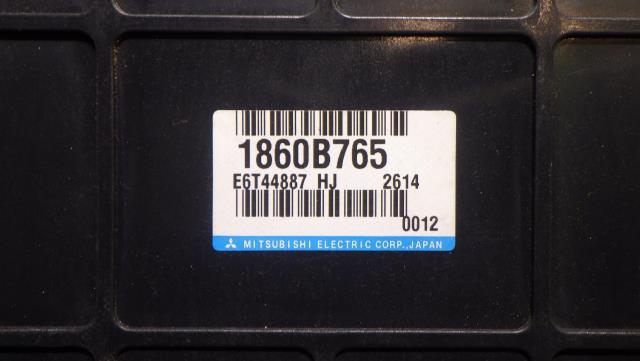 1860B765
E6T44887 HJ 2614
0012
MITSUBISHI ELECTRIC CORP.,JAPAN